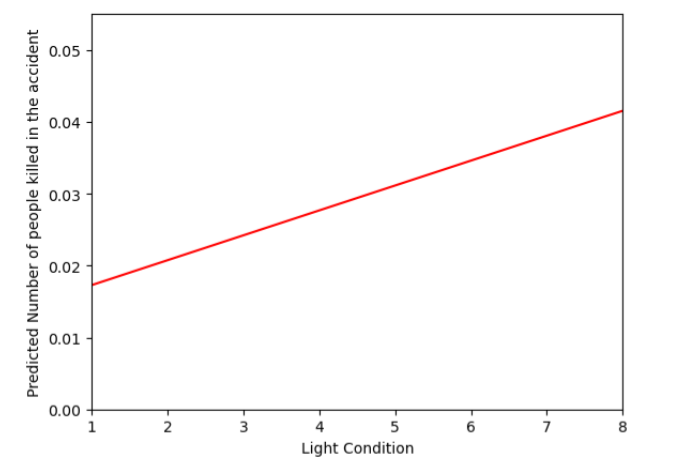 Predicted Number of people killed in the accident
0.05
0.04
0.03
0.02
0.01
0.00
1 2 3 4 5 6 7 8
Light Condition